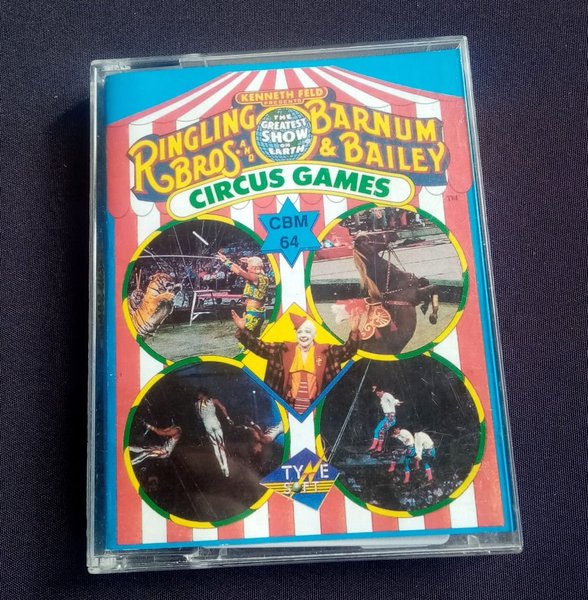 KENNETH FELD
PRESENTS
RINGLING BROS AND
THE GREATEST SHOW ON EARTH
BARNUM & BAILEY
CIRCUS GAMES
TM
CBM
64
TYNE
SOFT